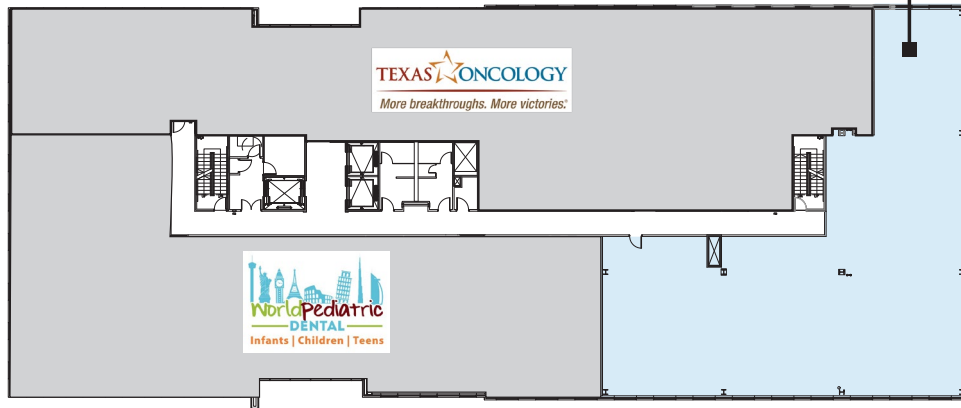 TEXAS ONCOLOGY
More breakthroughs. More victories.®
World Pediatric
DENTAL
Infants | Children | Teens